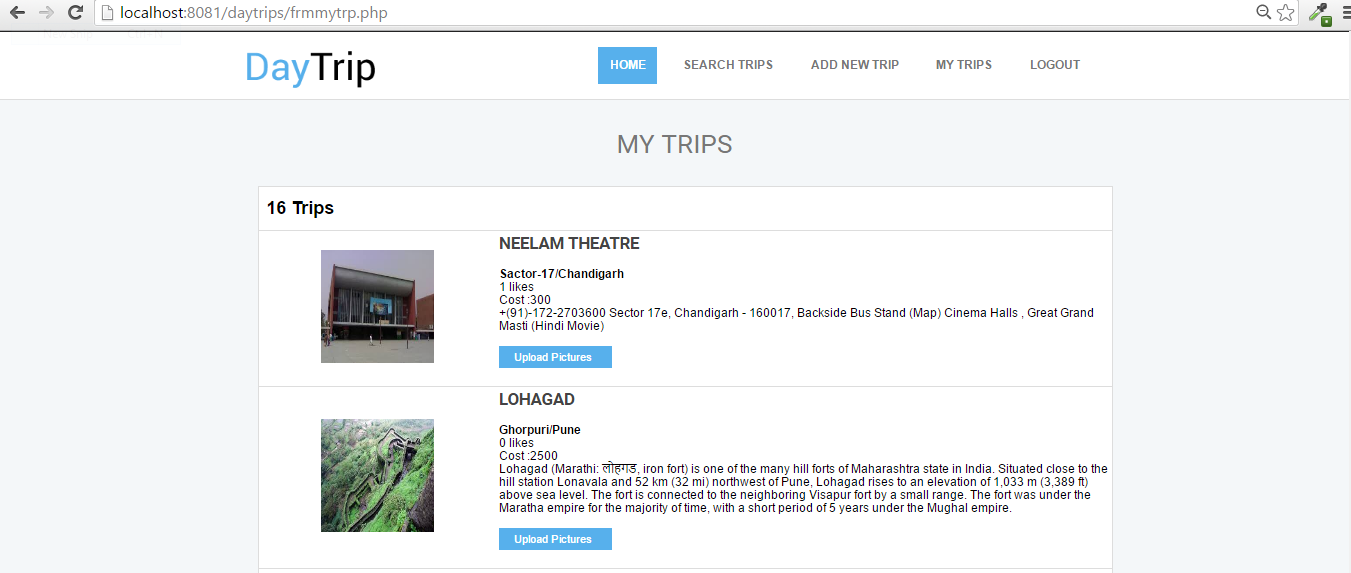 localhost:8081/daytrips/frmmytrp.php
DayTrip
HOME SEARCH TRIPS ADD NEW TRIP MY TRIPS LOGOUT
MY TRIPS
16 Trips
NEELAM THEATRE
Sactor-17/Chandigarh
1 likes
Cost :300
+(91)-172-2703600 Sector 17e, Chandigarh - 160017, Backside Bus Stand (Map) Cinema Halls , Great Grand
Masti (Hindi Movie)
Upload Pictures
LOHAGAD
Ghorpuri/Pune
0 likes
Cost :2500
Lohagad (Marathi: लोहगड, iron fort) is one of the many hill forts of Maharashtra state in India. Situated close to the
hill station Lonavala and 52 km (32 mi) northwest of Pune, Lohagad rises to an elevation of 1,033 m (3,389 ft)
above sea level. The fort is connected to the neighboring Visapur fort by a small range. The fort was under the
Maratha empire for the majority of time, with a short period of 5 years under the Mughal empire.
Upload Pictures